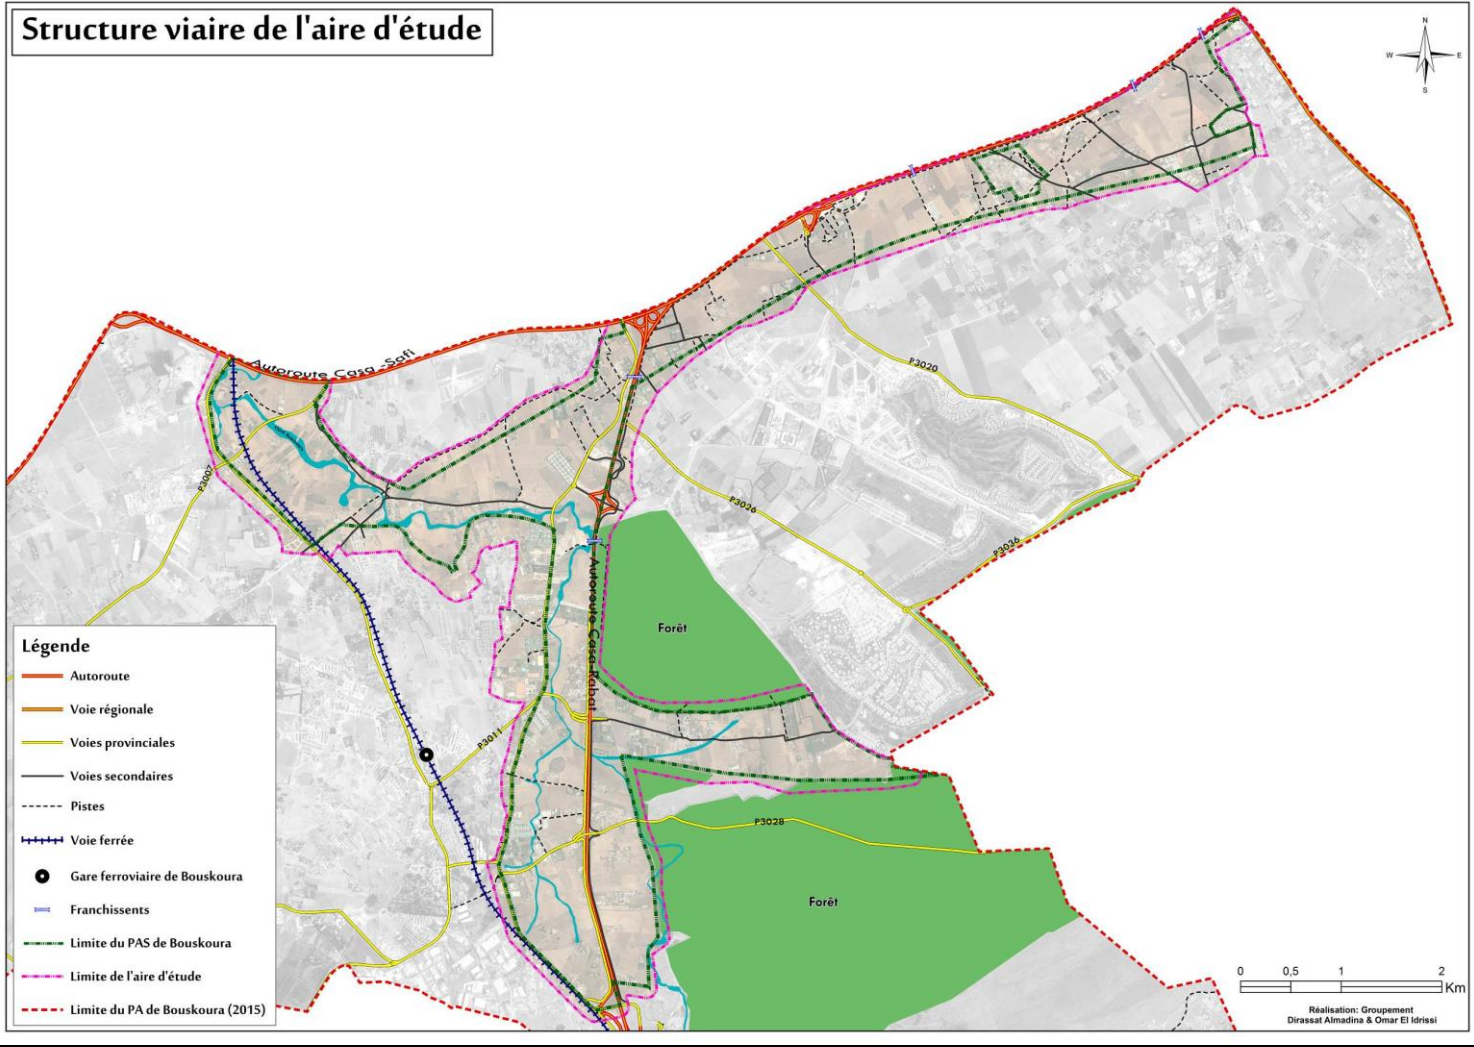 Structure viaire de l'aire d'étude
N
W
E
S
Autoroute Casa -Safi
P3020
P3007
P3026
P3036
Autoroute Casa-Rabat
Forêt
P3011
P3028
Forêt
Légende
Autoroute
Voie régionale
Voies provinciales
Voies secondaires
Pistes
Voie ferrée
Gare ferroviaire de Bouskoura
Franchissents
Limite du PAS de Bouskoura
Limite de l'aire d'étude
Limite du PA de Bouskoura (2015)
0 0,5 1 2
Km
Réalisation: Groupement
Dirassat Almadina & Omar El Idrissi